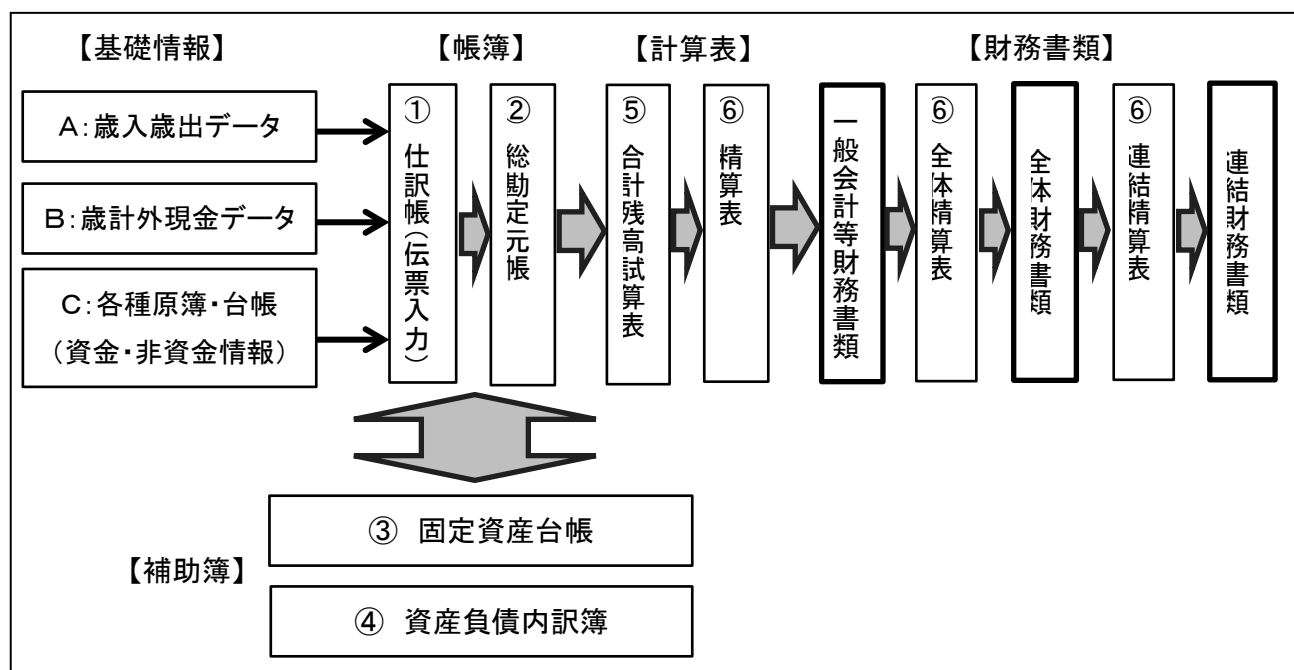 【基礎情報】
【帳簿】
【計算表】
【財務書類】
A:歳入歳出データ
B:歳計外現金データ
C:各種原簿・台帳
(資金・非資金情報)
① 仕訳帳(伝票入力)
② 総勘定元帳
⑤ 合計残高試算表
⑥ 精算表
一般会計等財務書類
⑥ 全体精算表
全体財務書類
⑥ 連結精算表
連結財務書類
【補助簿】
③ 固定資産台帳
④ 資産負債内訳簿